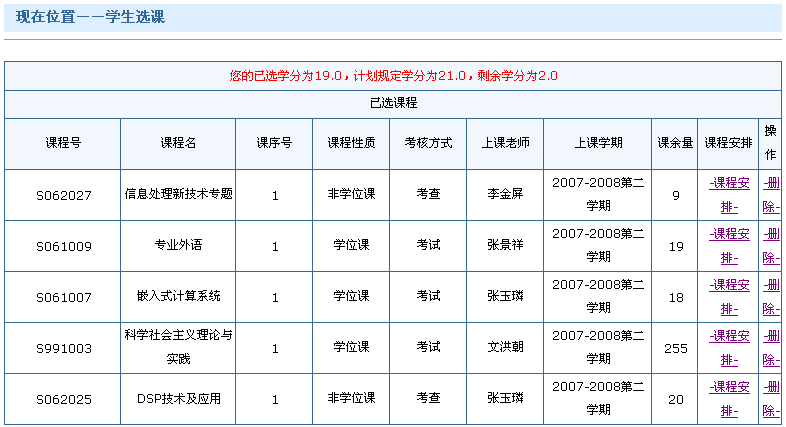 现在位置－－学生选课
您的已选学分为19.0，计划规定学分为21.0，剩余学分为2.0
已选课程
课程号 课程名 课序号 课程性质 考核方式 上课老师 上课学期 课余量 课程安排 操作
S062027 信息处理新技术专题 1 非学位课 考查 李金屏 2007-2008第二学期 9 -课程安排- -删除-
S061009 专业外语 1 学位课 考试 张景祥 2007-2008第二学期 19 -课程安排- -删除-
S061007 嵌入式计算系统 1 学位课 考试 张玉璘 2007-2008第二学期 18 -课程安排- -删除-
S991003 科学社会主义理论与实践 1 学位课 考试 文洪朝 2007-2008第二学期 255 -课程安排- -删除-
S062025 DSP技术及应用 1 非学位课 考查 张玉璘 2007-2008第二学期 20 -课程安排- -删除-